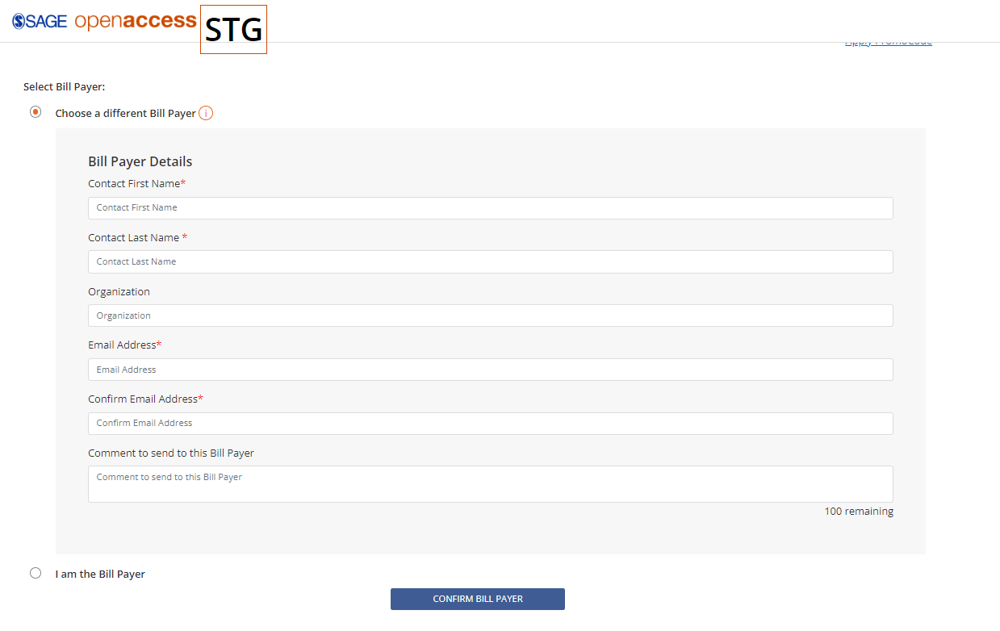 SAGE openaccess STG
Apply PromoCode
Select Bill Payer:
Choose a different Bill Payer i
Bill Payer Details
Contact First Name*
Contact First Name
Contact Last Name *
Contact Last Name
Organization
Organization
Email Address*
Email Address
Confirm Email Address*
Confirm Email Address
Comment to send to this Bill Payer
Comment to send to this Bill Payer
100 remaining
I am the Bill Payer
CONFIRM BILL PAYER